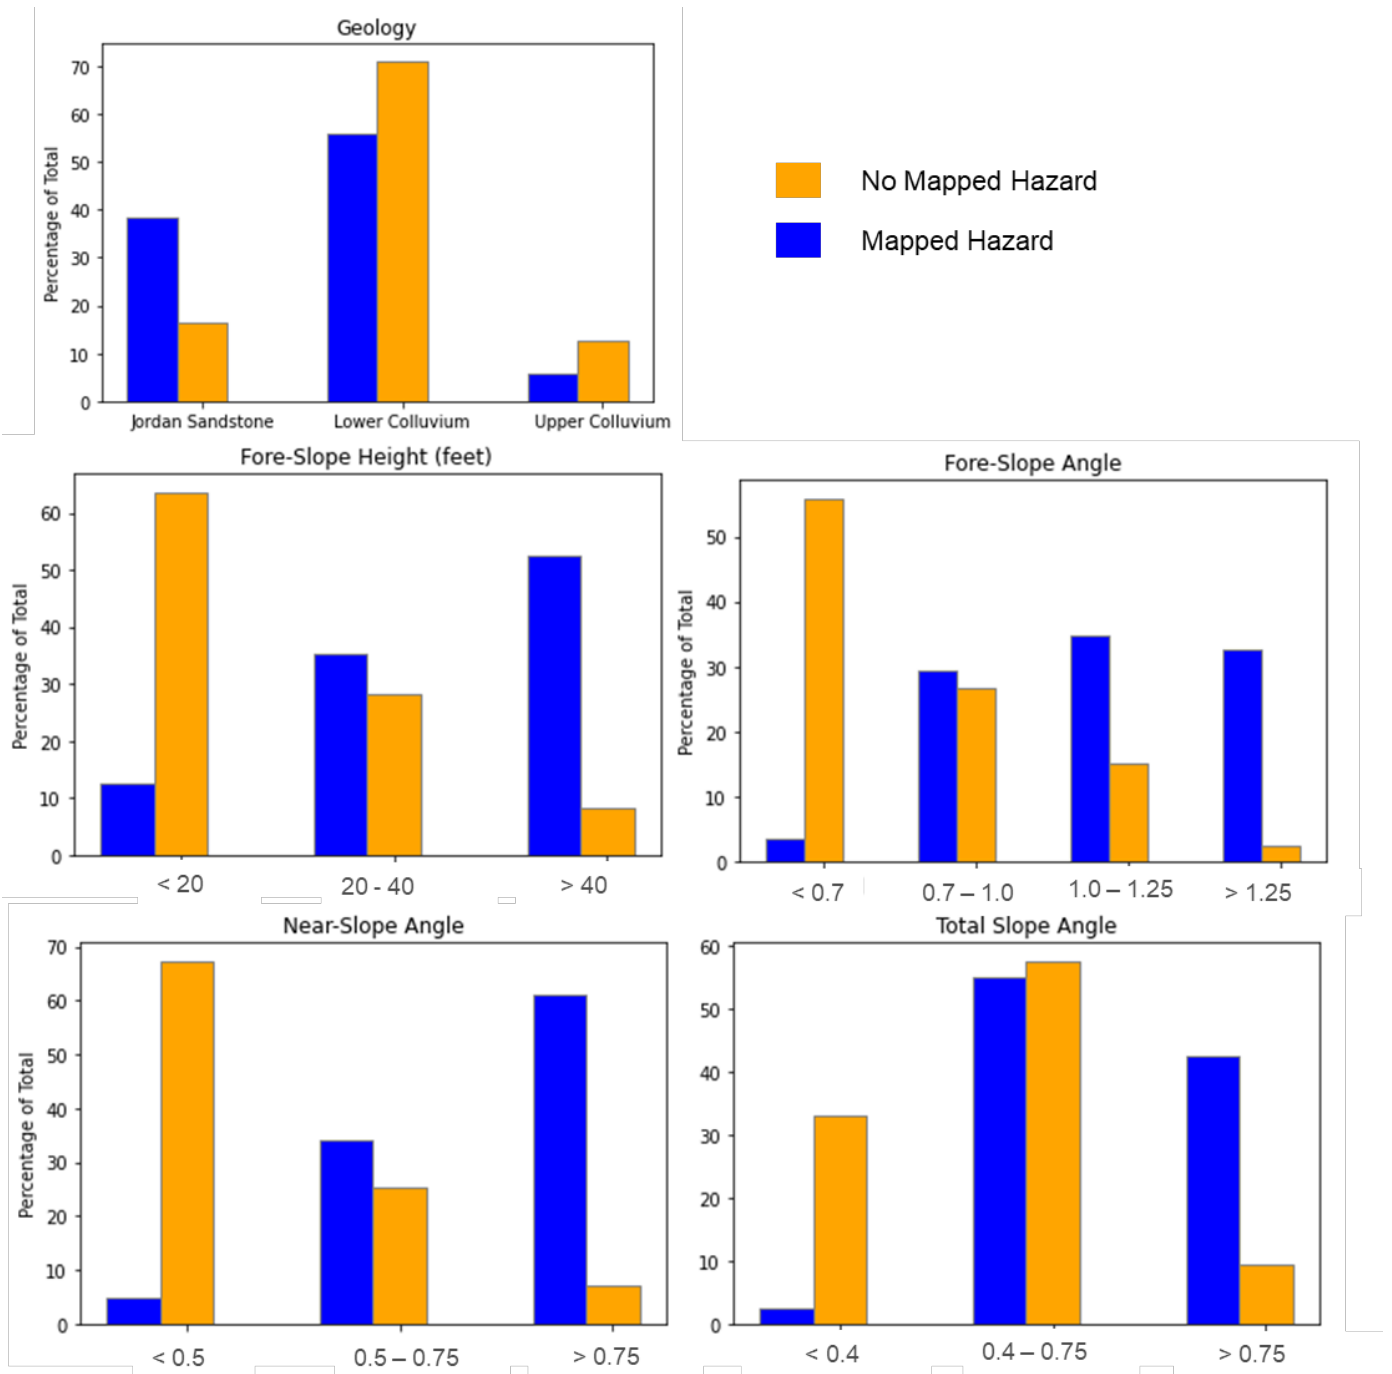 Geology
Percentage of Total
70
60
50
40
30
20
10
0
Jordan Sandstone Lower Colluvium Upper Colluvium
No Mapped Hazard
Mapped Hazard
Fore-Slope Height (feet)
Percentage of Total
60
50
40
30
20
10
0
< 20 20 - 40 > 40
Fore-Slope Angle
Percentage of Total
50
40
30
20
10
0
< 0.7 0.7 – 1.0 1.0 – 1.25 > 1.25
Near-Slope Angle
Percentage of Total
70
60
50
40
30
20
10
0
< 0.5 0.5 – 0.75 > 0.75
Total Slope Angle
60
50
40
30
20
10
0
< 0.4 0.4 – 0.75 > 0.75